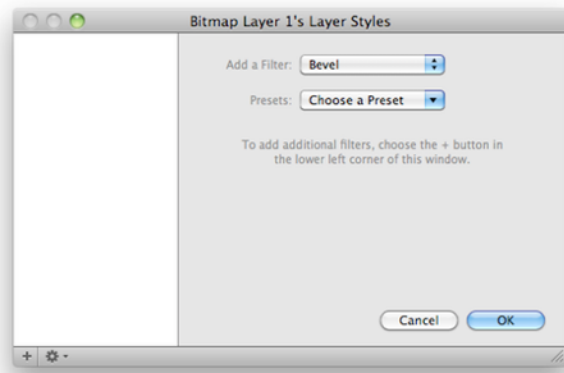 Bitmap Layer 1's Layer Styles
Add a Filter: Bevel
Presets: Choose a Preset
To add additional filters, choose the + button in
the lower left corner of this window.
Cancel OK
+